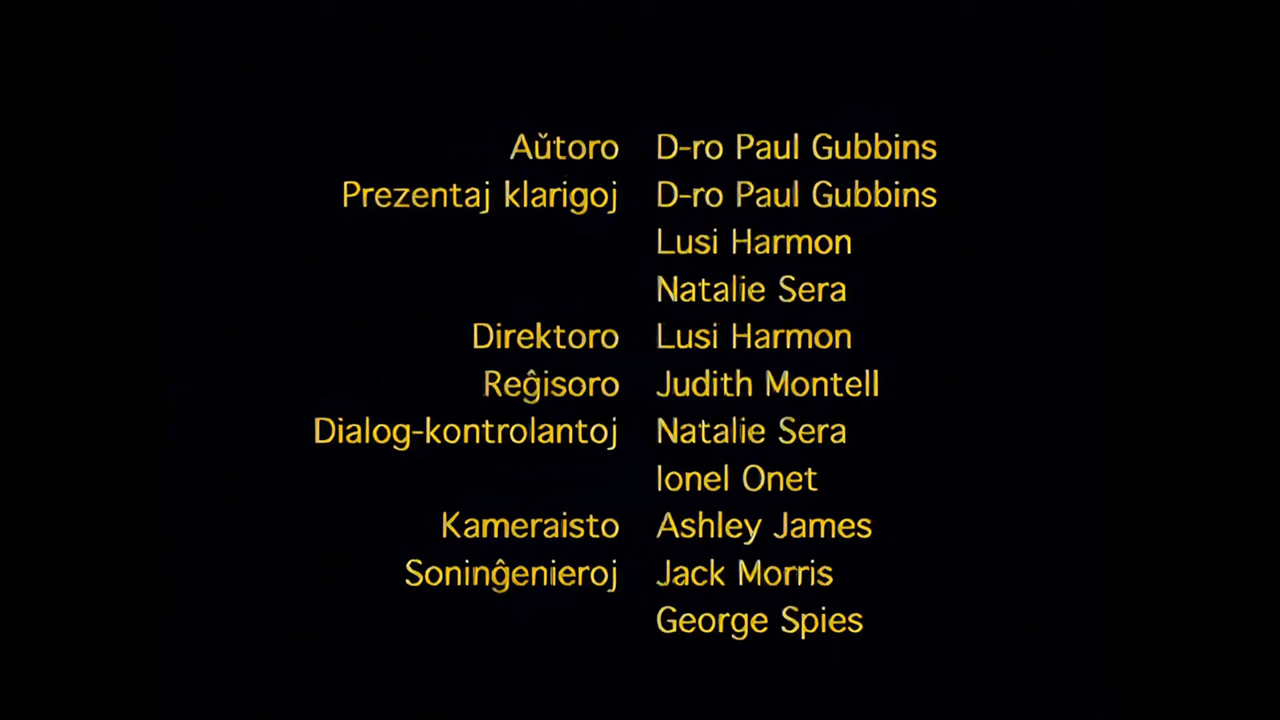 Aŭtoro D-ro Paul Gubbins
Prezentaj klarigoj D-ro Paul Gubbins
Lusi Harmon
Natalie Sera
Direktoro Lusi Harmon
Reĝisoro Judith Montell
Dialog-kontrolantoj Natalie Sera
Ionel Onet
Kameraisto Ashley James
Soninĝenieroj Jack Morris
George Spies